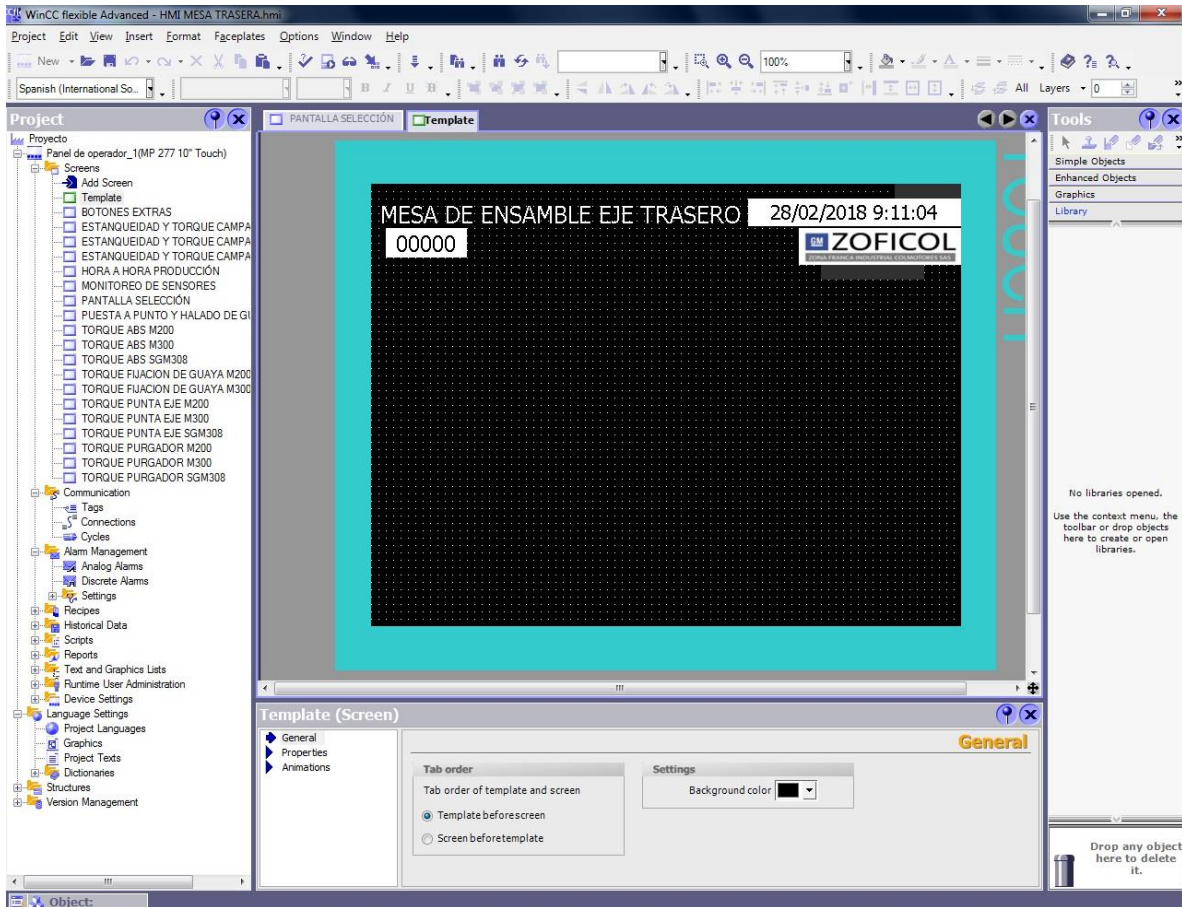 WinCC flexible Advanced - HMI MESA TRASERA.hmi
Project Edit View Insert Format Faceplates Options Window Help
New 100%
Spanish (International So... B I U All Layers 0
Project
Proyecto
Panel de operador_1(MP 277 10" Touch)
Screens
Add Screen
Template
BOTONES EXTRAS
ESTANQUEIDAD Y TORQUE CAMPA
ESTANQUEIDAD Y TORQUE CAMPA
ESTANQUEIDAD Y TORQUE CAMPA
HORA A HORA PRODUCCIÓN
MONITOREO DE SENSORES
PANTALLA SELECCIÓN
PUESTA A PUNTO Y HALADO DE GU
TORQUE ABS M200
TORQUE ABS M300
TORQUE ABS SGM308
TORQUE FIJACION DE GUAYA M200
TORQUE FIJACION DE GUAYA M300
TORQUE PUNTA EJE M200
TORQUE PUNTA EJE M300
TORQUE PUNTA EJE SGM308
TORQUE PURGADOR M200
TORQUE PURGADOR M300
TORQUE PURGADOR SGM308
Communication
Tags
Connections
Cycles
Alarm Management
Analog Alarms
Discrete Alarms
Settings
Recipes
Historical Data
Scripts
Reports
Text and Graphics Lists
Runtime User Administration
Device Settings
Language Settings
Project Languages
Graphics
Project Texts
Dictionaries
Structures
Version Management
Object:
PANTALLA SELECCIÓN Template
MESA DE ENSAMBLE EJE TRASERO 28/02/2018 9:11:04
00000
GM ZOFICOL
ZONA FRANCA INDUSTRIAL COLMOTORES SAS
Template (Screen)
General
Properties
Animations
General
Tab order
Tab order of template and screen
Template before screen
Screen before template
Settings
Background color
Tools
Simple Objects
Enhanced Objects
Graphics
Library
No libraries opened.
Use the context menu, the
toolbar or drop objects
here to create or open
libraries.
Drop any object
here to delete
it.